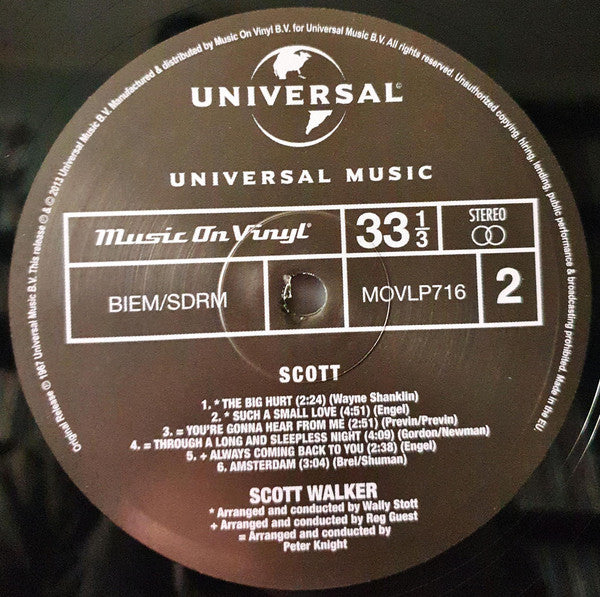 Original Release ℗ 1967 Universal Music B.V. This release ℗ & © 2013 Universal Music B.V. Manufactured & distributed by Music On Vinyl B.V. for Universal Music B.V. All rights reserved. Unauthorized copying, hiring, lending, public performance & broadcasting prohibited. Made in the EU.
UNIVERSAL
UNIVERSAL MUSIC
Music On Vinyl® 33 1/3 STEREO
BIEM/SDRM MOVLP716 2
SCOTT
1. * THE BIG HURT (2:24) (Wayne Shanklin)
2. * SUCH A SMALL LOVE (4:51) (Engel)
3. = YOU'RE GONNA HEAR FROM ME (2:51) (Previn/Previn)
4. = THROUGH A LONG AND SLEEPLESS NIGHT (4:09) (Gordon/Newman)
5. + ALWAYS COMING BACK TO YOU (2:38) (Engel)
6. AMSTERDAM (3:04) (Brel/Shuman)
SCOTT WALKER
* Arranged and conducted by Wally Stott
+ Arranged and conducted by Reg Guest
= Arranged and conducted by
Peter Knight